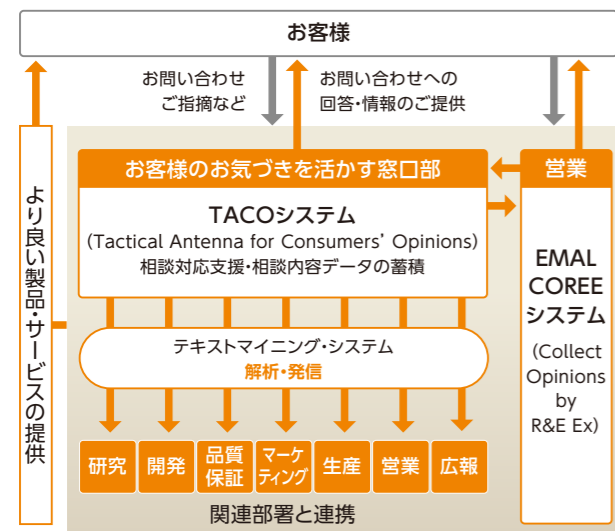 お客様
お問い合わせ
ご指摘など
お問い合わせへの
回答・情報のご提供
より良い製品・サービスの提供
お客様のお気づきを活かす窓口部
TACOシステム
(Tactical Antenna for Consumers’ Opinions)
相談対応支援・相談内容データの蓄積
テキストマイニング・システム
解析・発信
研究
開発
品質
保証
マーケ
ティング
生産
営業
広報
関連部署と連携
営業
EMAL
COREE
システム
(Collect
Opinions
by
R&E Ex)